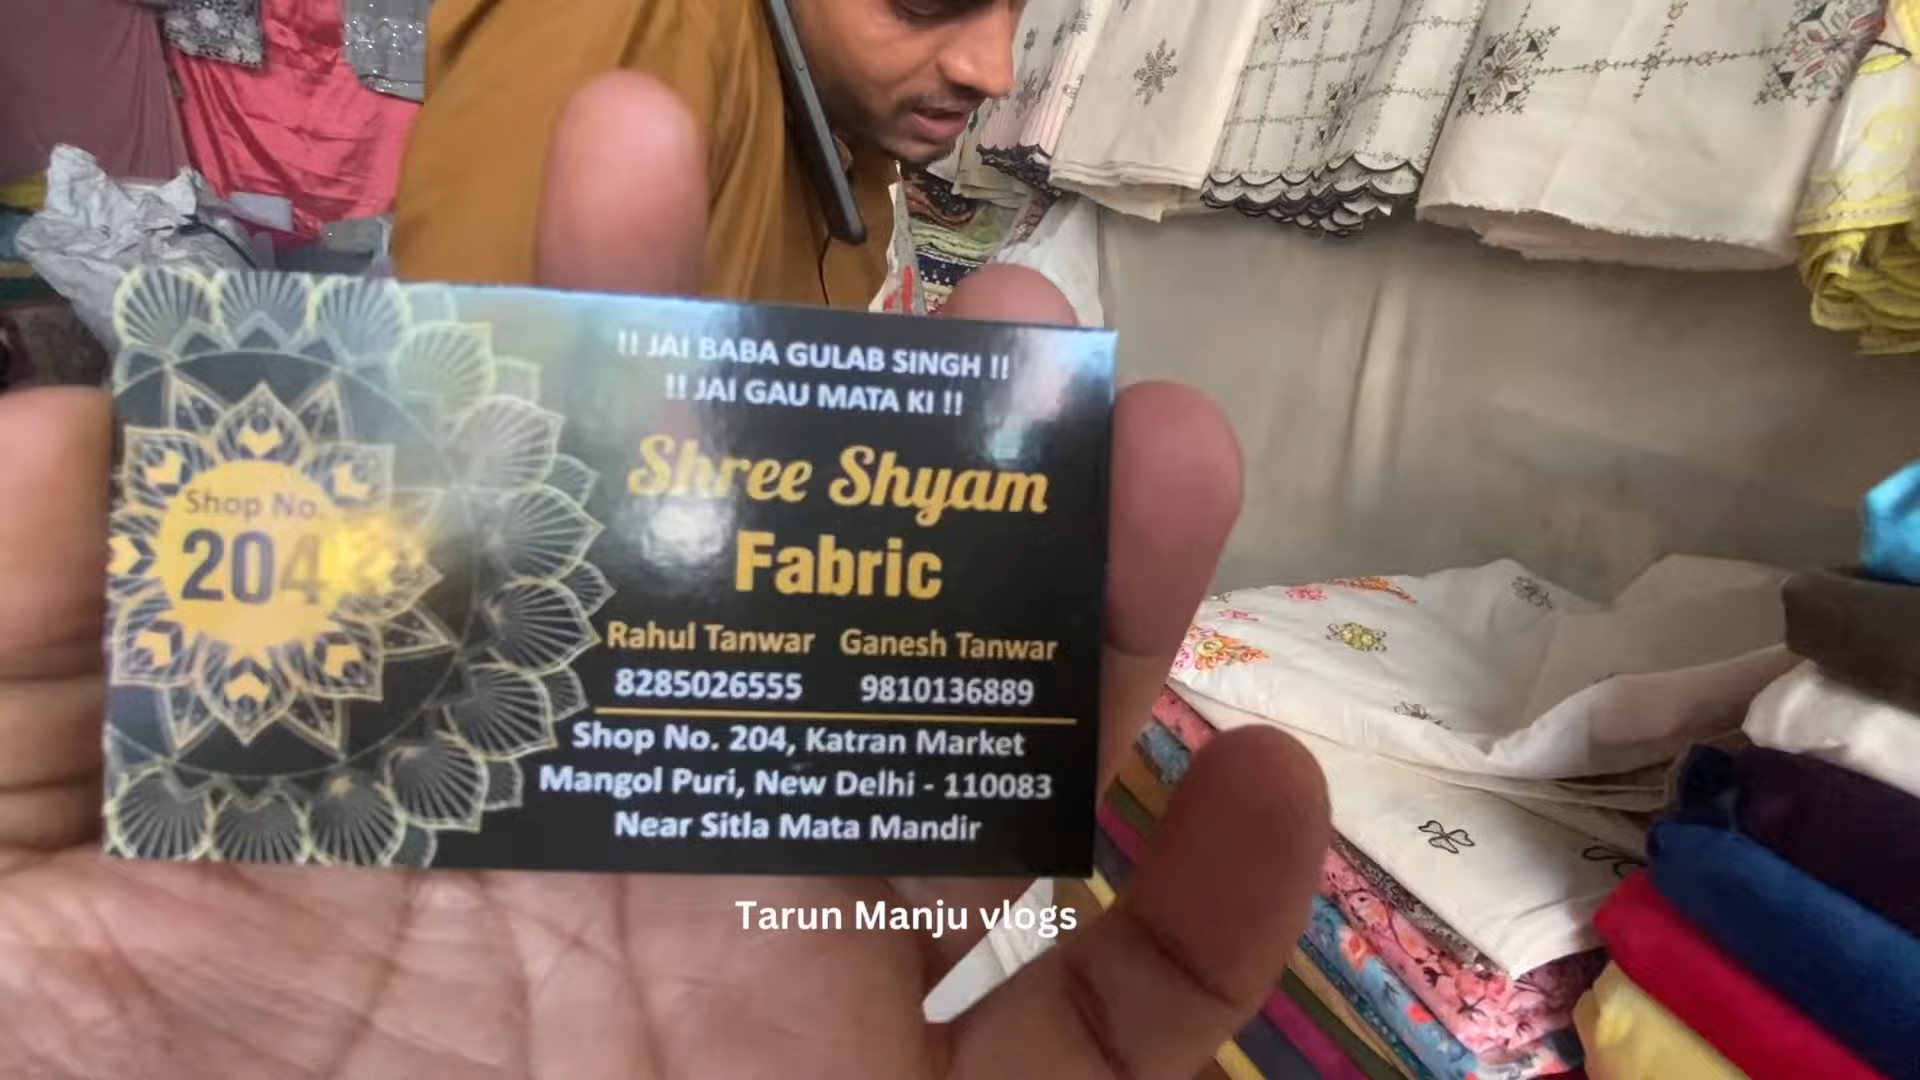 !! JAI BABA GULAB SINGH !!
!! JAI GAU MATA KI !!
Shree Shyam
Fabric
Shop No.
204
Rahul Tanwar Ganesh Tanwar
8285026555 9810136889
Shop No. 204, Katran Market
Mangol Puri, New Delhi - 110083
Near Sitla Mata Mandir
Tarun Manju vlogs